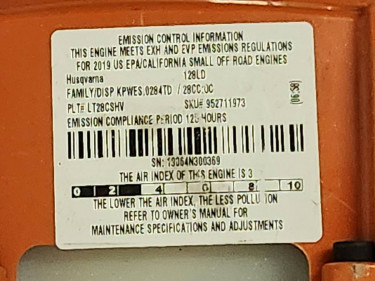 EMISSION CONTROL INFORMATION
THIS ENGINE MEETS EXH AND EVP EMISSIONS REGULATIONS
FOR 2019 US EPA/CALIFORNIA SMALL OFF ROAD ENGINES
Husqvarna 128LD
FAMILY/DISP KPWES.0284TD / 28CC:0C
PLT# LT28CSHV SKU# 952711973
EMISSION COMPLIANCE PERIOD 125 HOURS
SN: 19364N300369
THE AIR INDEX OF THIS ENGINE IS 3
0 2 4 6 8 10
THE LOWER THE AIR INDEX, THE LESS POLLUTION
REFER TO OWNER'S MANUAL FOR
MAINTENANCE SPECIFICATIONS AND ADJUSTMENTS